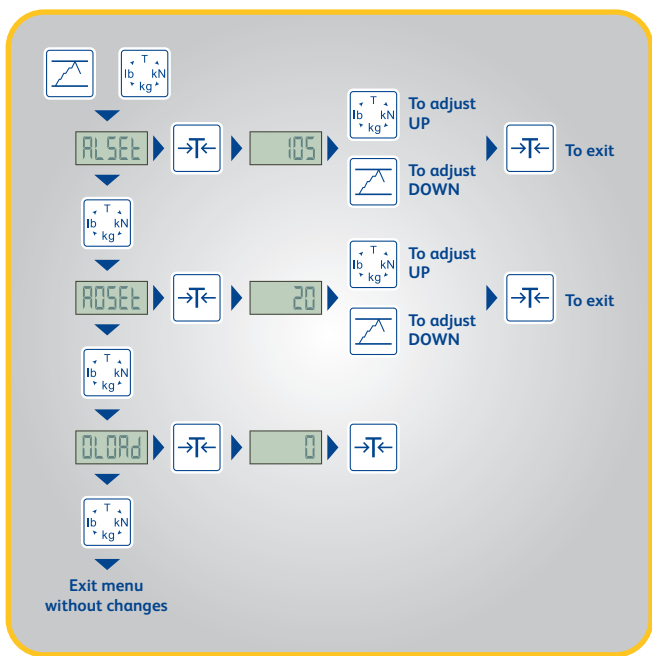 T
lb kN
kg
ALSEt
T
105
T
lb kN
kg
To adjust
UP
To adjust
DOWN
T
To exit
T
lb kN
kg
AOSEt
T
20
T
lb kN
kg
To adjust
UP
To adjust
DOWN
T
To exit
T
lb kN
kg
OLOAd
T
0
T
T
lb kN
kg
Exit menu
without changes